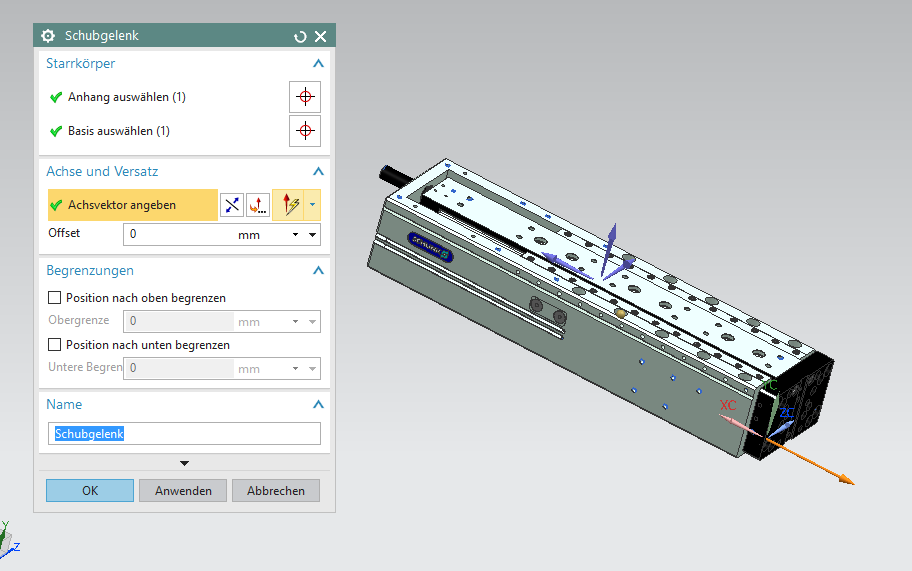 Schubgelenk
Starrkörper
Anhang auswählen (1)
Basis auswählen (1)
Achse und Versatz
Achsvektor angeben
Offset 0 mm
Begrenzungen
Position nach oben begrenzen
Obergrenze 0 mm
Position nach unten begrenzen
Untere Begren 0 mm
Name
Schubgelenk
OK Anwenden Abbrechen
SCHUNK
XC
YC
ZC
Y
Z